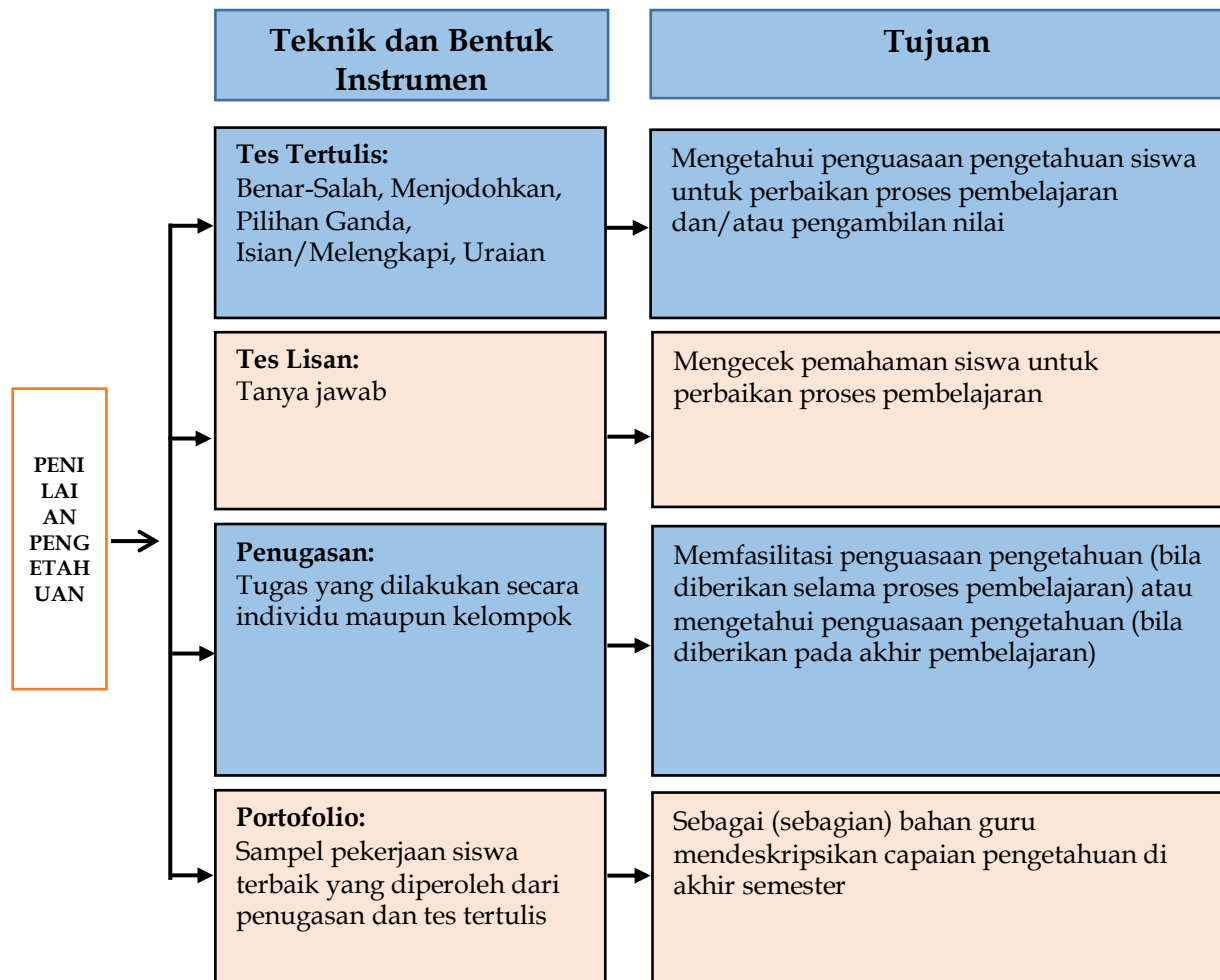 Teknik dan Bentuk
Instrumen
Tujuan
Tes Tertulis:
Benar-Salah, Menjodohkan,
Pilihan Ganda,
Isian/Melengkapi, Uraian
Mengetahui penguasaan pengetahuan siswa
untuk perbaikan proses pembelajaran
dan/atau pengambilan nilai
Tes Lisan:
Tanya jawab
Mengecek pemahaman siswa untuk
perbaikan proses pembelajaran
PENI
LAI
AN
PENG
ETAH
UAN
Penugasan:
Tugas yang dilakukan secara
individu maupun kelompok
Memfasilitasi penguasaan pengetahuan (bila
diberikan selama proses pembelajaran) atau
mengetahui penguasaan pengetahuan (bila
diberikan pada akhir pembelajaran)
Portofolio:
Sampel pekerjaan siswa
terbaik yang diperoleh dari
penugasan dan tes tertulis
Sebagai (sebagian) bahan guru
mendeskripsikan capaian pengetahuan di
akhir semester